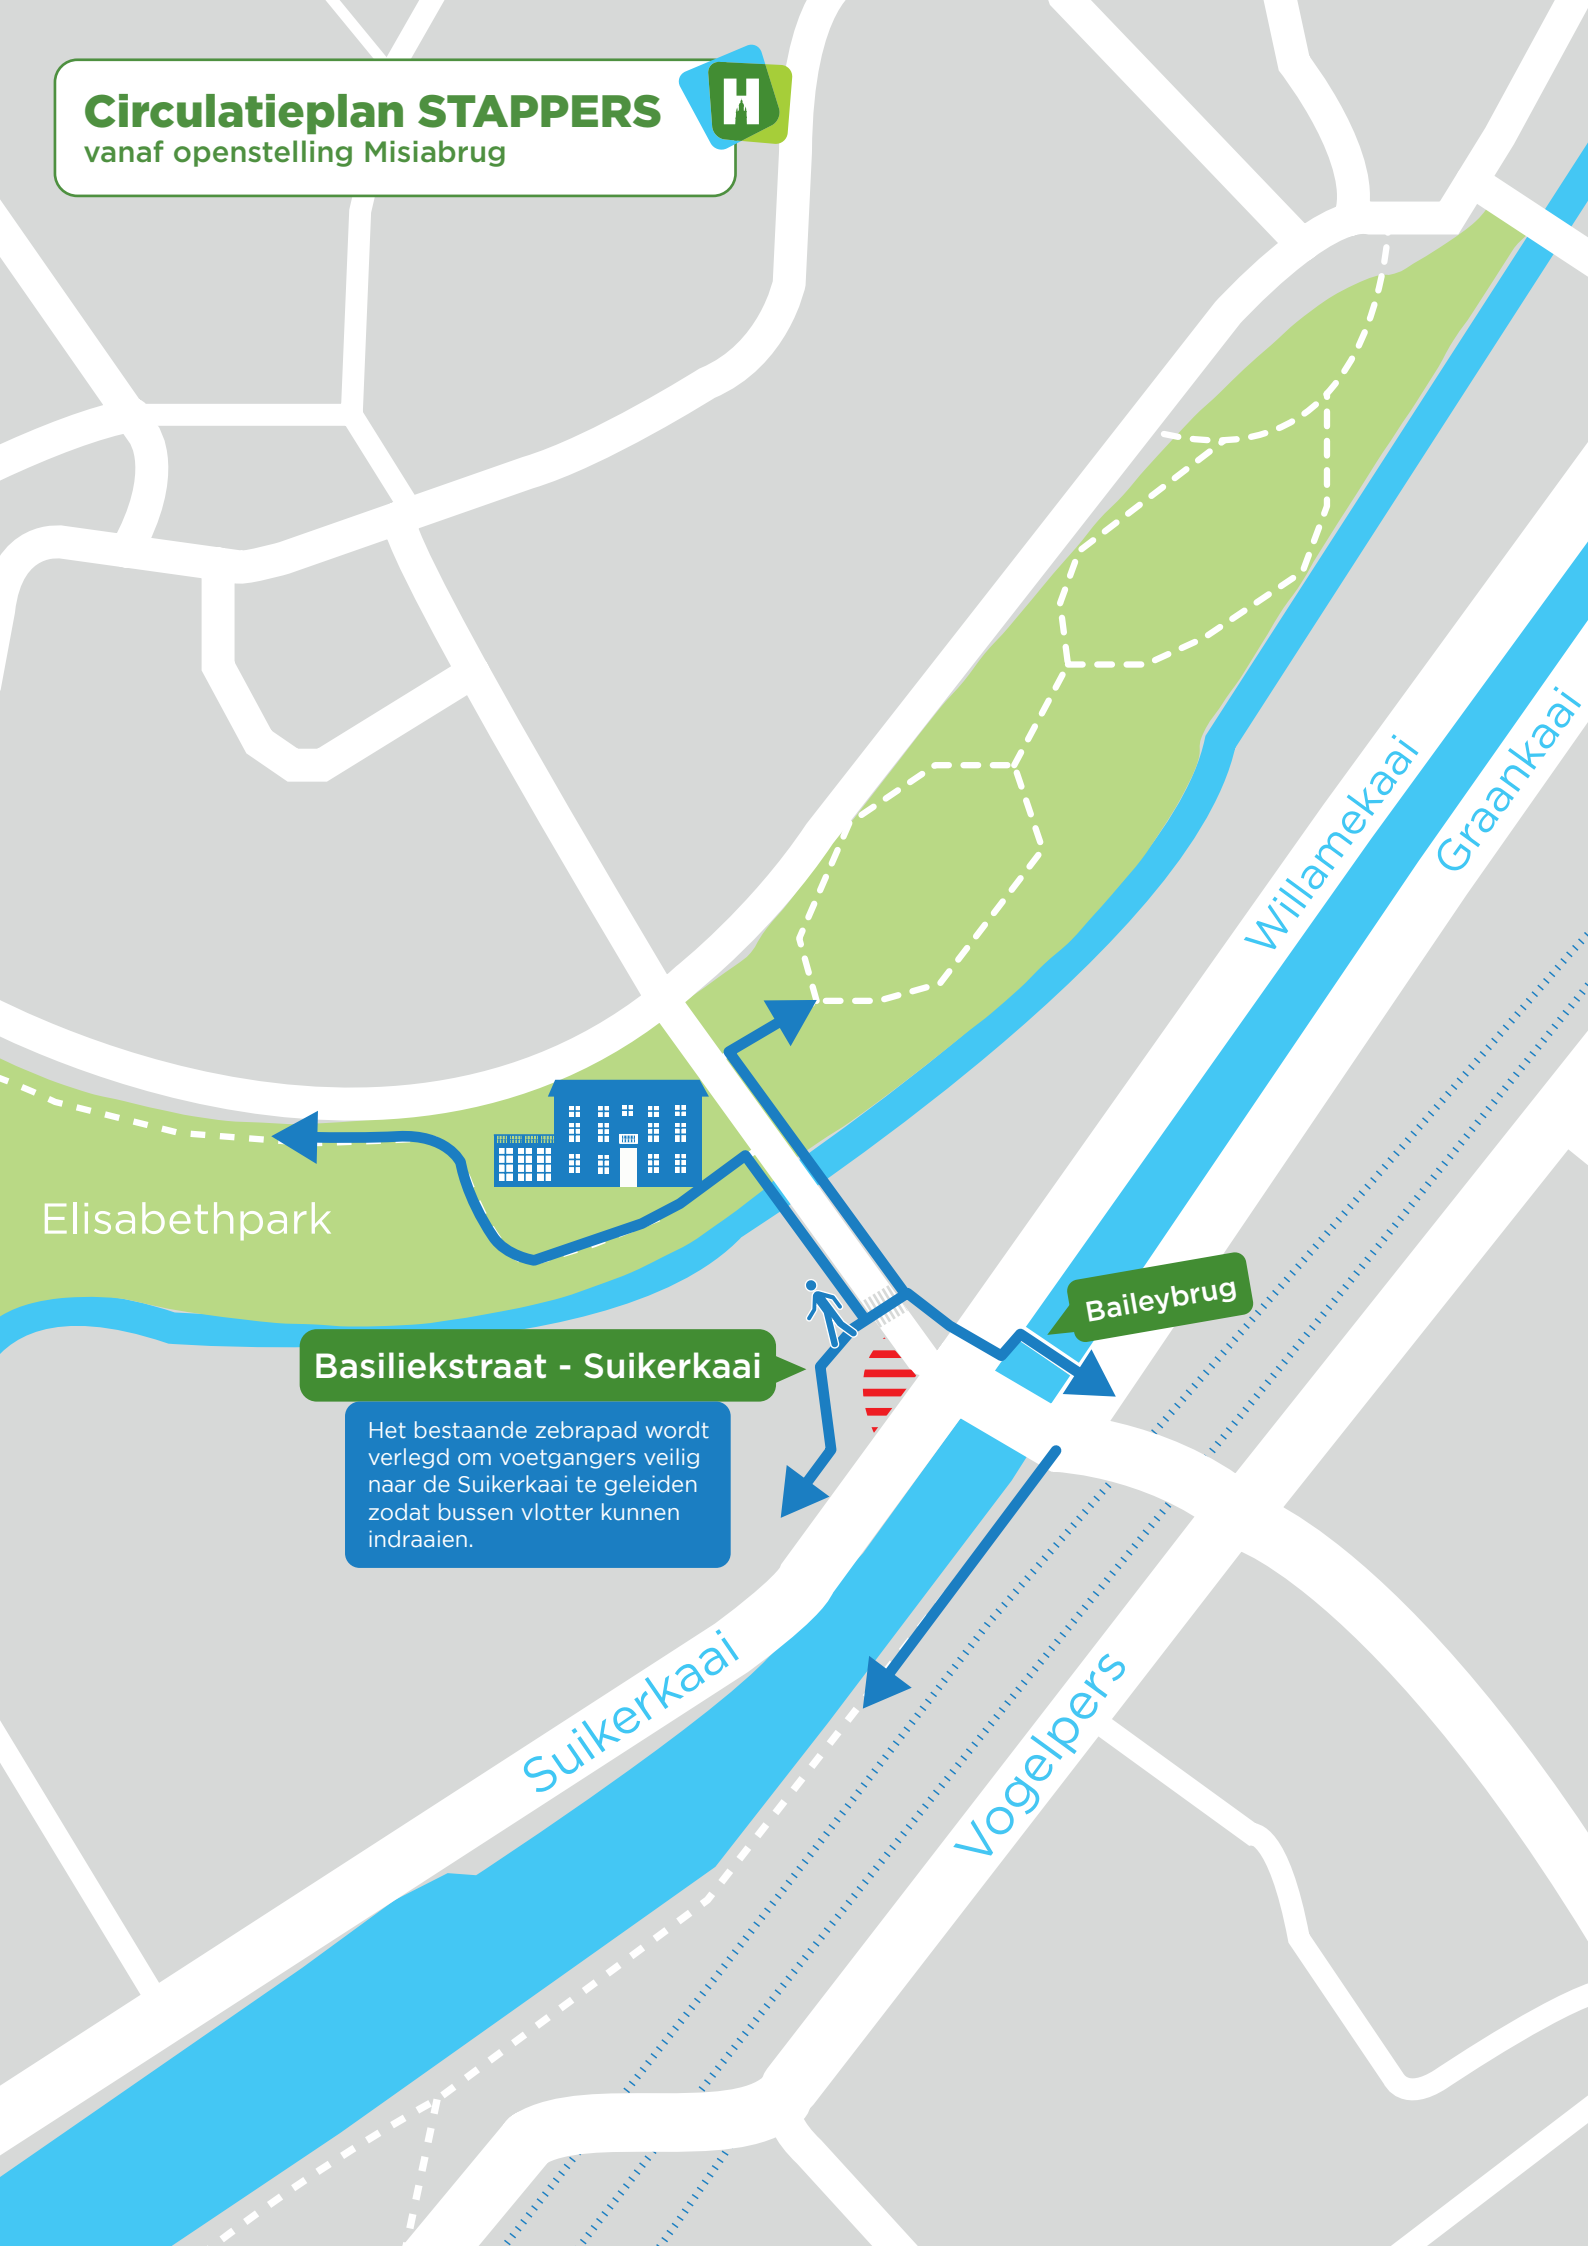 Circulatieplan STAPPERS
vanaf openstelling Misiabrug
H
Willamekaai
Graankaai
Elisabethpark
Baileybrug
Basiliekstraat - Suikerkaai
Het bestaande zebrapad wordt
verlegd om voetgangers veilig
naar de Suikerkaai te geleiden
zodat bussen vlotter kunnen
indraaien.
Suikerkaai
Vogelpers